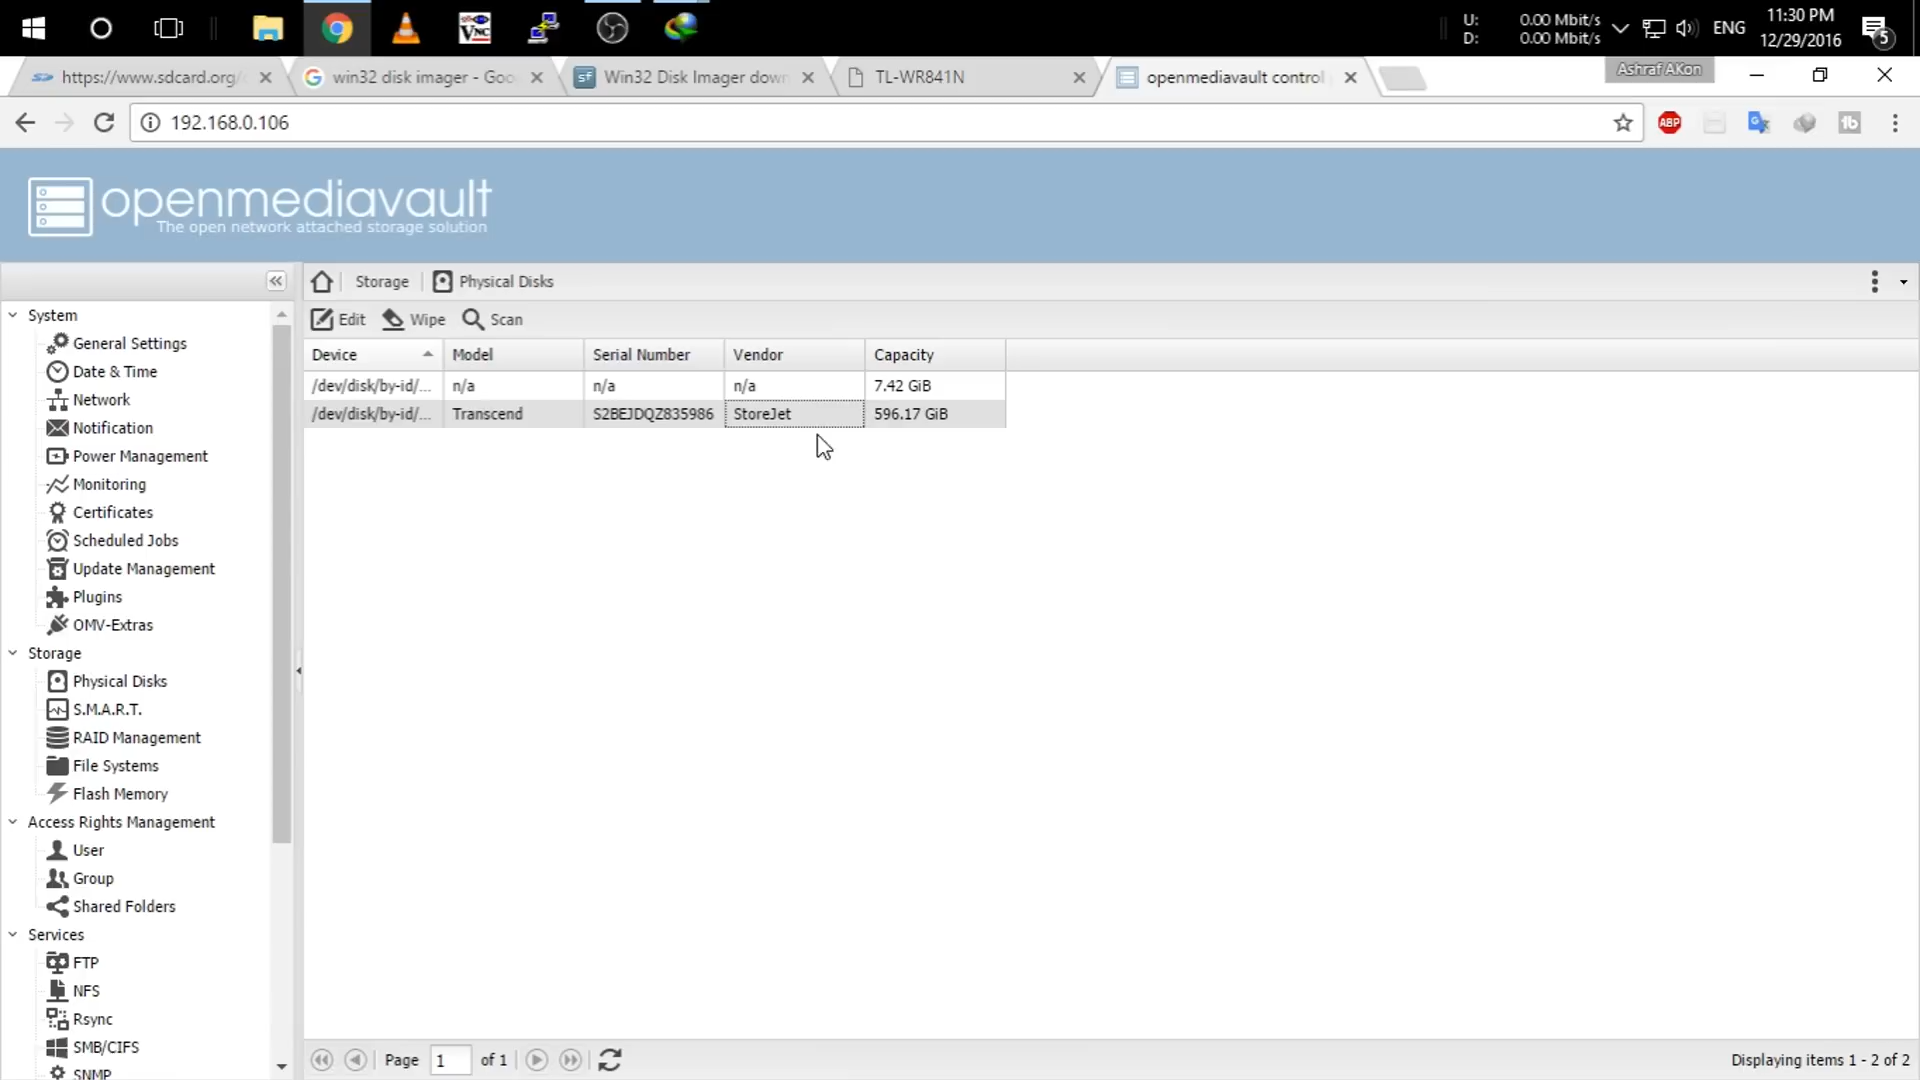 U: 0.00 Mbit/s
D: 0.00 Mbit/s
ENG
11:30 PM
12/29/2016
5
https://www.sdcard.org/
win32 disk imager - Goo
Win32 Disk Imager down
TL-WR841N
openmediavault control
Ashraf AKon
192.168.0.106
ABP
openmediavault
The open network attached storage solution
Storage
Physical Disks
Edit
Wipe
Scan
Device Model Serial Number Vendor Capacity
/dev/disk/by-id/... n/a n/a n/a 7.42 GiB
/dev/disk/by-id/... Transcend S2BEJDQZ835986 StoreJet 596.17 GiB
System
General Settings
Date & Time
Network
Notification
Power Management
Monitoring
Certificates
Scheduled Jobs
Update Management
Plugins
OMV-Extras
Storage
Physical Disks
S.M.A.R.T.
RAID Management
File Systems
Flash Memory
Access Rights Management
User
Group
Shared Folders
Services
FTP
NFS
Rsync
SMB/CIFS
SNMP
Page 1 of 1
Displaying items 1 - 2 of 2